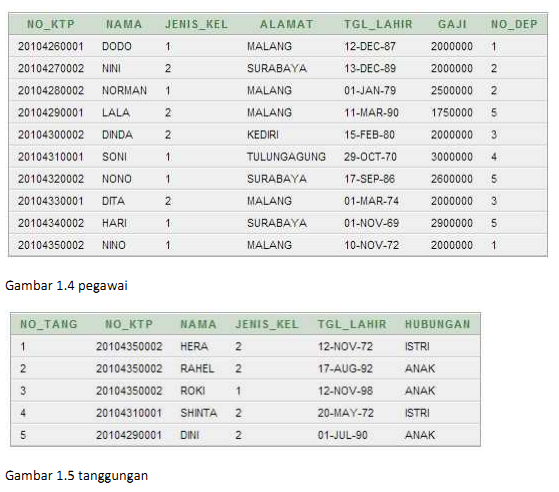 NO_KTP NAMA JENIS_KEL ALAMAT TGL_LAHIR GAJI NO_DEP
20104260001 DODO 1 MALANG 12-DEC-87 2000000 1
20104270002 NINI 2 SURABAYA 13-DEC-89 2000000 2
20104280002 NORMAN 1 MALANG 01-JAN-79 2500000 2
20104290001 LALA 2 MALANG 11-MAR-90 1750000 5
20104300002 DINDA 2 KEDIRI 15-FEB-80 2000000 3
20104310001 SONI 1 TULUNGAGUNG 29-OCT-70 3000000 4
20104320002 NONO 1 SURABAYA 17-SEP-86 2600000 5
20104330001 DITA 2 MALANG 01-MAR-74 2000000 3
20104340002 HARI 1 SURABAYA 01-NOV-69 2900000 5
20104350002 NINO 1 MALANG 10-NOV-72 2000000 1
Gambar 1.4 pegawai
NO_TANG NO_KTP NAMA JENIS_KEL TGL_LAHIR HUBUNGAN
1 20104350002 HERA 2 12-NOV-72 ISTRI
2 20104350002 RAHEL 2 17-AUG-92 ANAK
3 20104350002 ROKI 1 12-NOV-98 ANAK
4 20104310001 SHINTA 2 20-MAY-72 ISTRI
5 20104290001 DINI 2 01-JUL-90 ANAK
Gambar 1.5 tanggungan